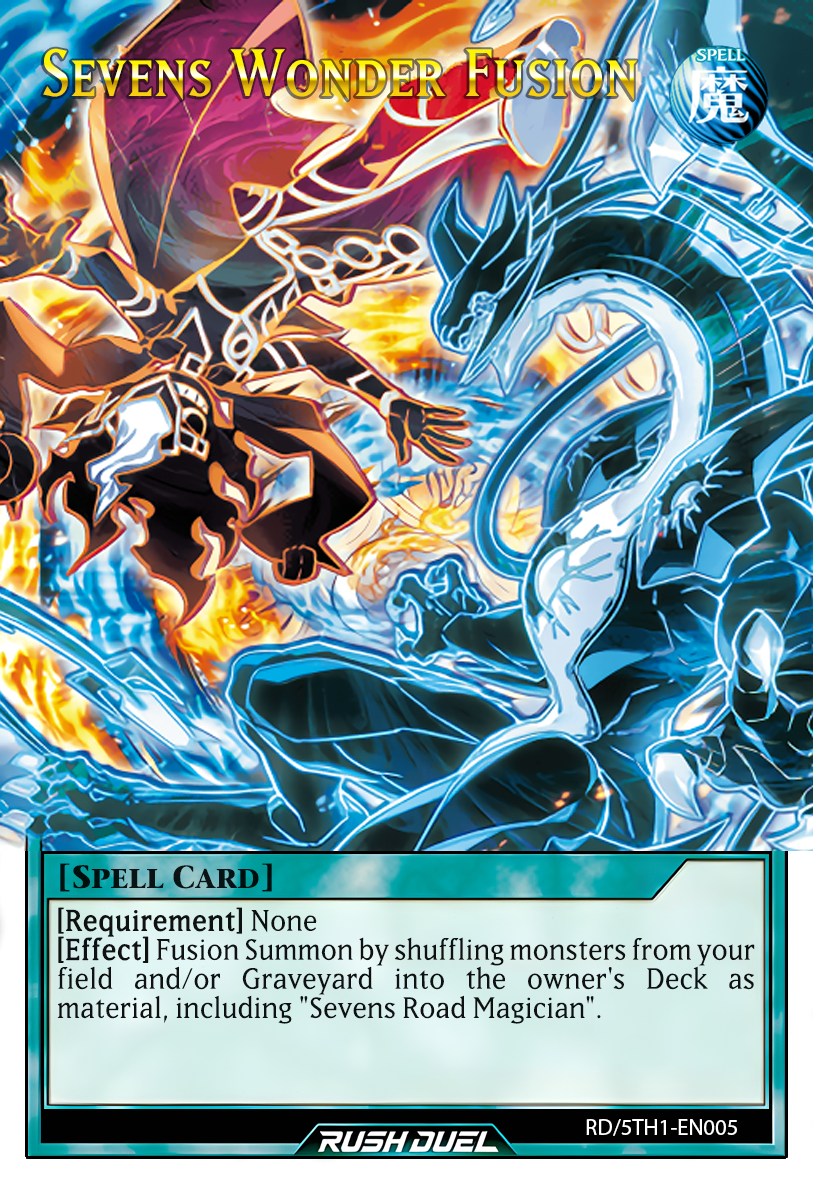 Sevens Wonder Fusion
SPELL
魔
[Spell Card]
[Requirement] None
[Effect] Fusion Summon by shuffling monsters from your
field and/or Graveyard into the owner's Deck as
material, including "Sevens Road Magician".
RD/5TH1-EN005
RUSH DUEL